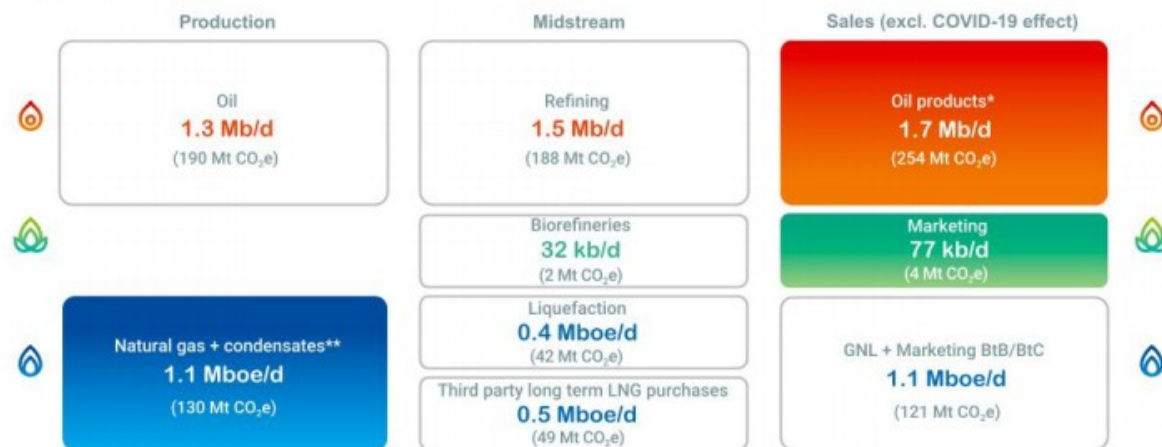 Production
Oil
1.3 Mb/d
(190 Mt CO₂e)
Natural gas + condensates**
1.1 Mboe/d
(130 Mt CO₂e)
Midstream
Refining
1.5 Mb/d
(188 Mt CO₂e)
Biorefineries
32 kb/d
(2 Mt CO₂e)
Liquefaction
0.4 Mboe/d
(42 Mt CO₂e)
Third party long term LNG purchases
0.5 Mboe/d
(49 Mt CO₂e)
Sales (excl. COVID-19 effect)
Oil products*
1.7 Mb/d
(254 Mt CO₂e)
Marketing
77 kb/d
(4 Mt CO₂e)
GNL + Marketing BtB/BtC
1.1 Mboe/d
(121 Mt CO₂e)